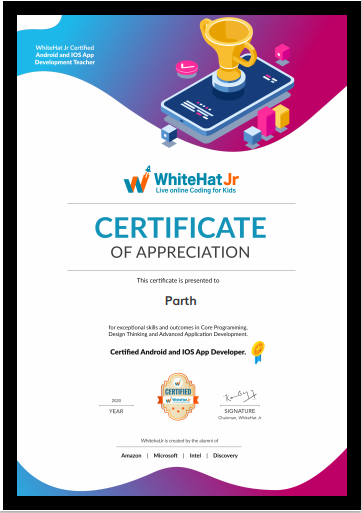 WhiteHat Jr Certified
Android and IOS App
Development Teacher
WhiteHat Jr
Live online Coding for Kids
CERTIFICATE
OF APPRECIATION
This certificate is presented to
Parth
for exceptional skills and outcomes in Core Programming,
Design Thinking and Advanced Application Development.
Certified Android and IOS App Developer.
CERTIFIED
WhiteHat Jr
2020
YEAR
SIGNATURE
Chairman, WhiteHat Jr
WhitehatJr is created by the alumni of
Amazon | Microsoft | Intel | Discovery